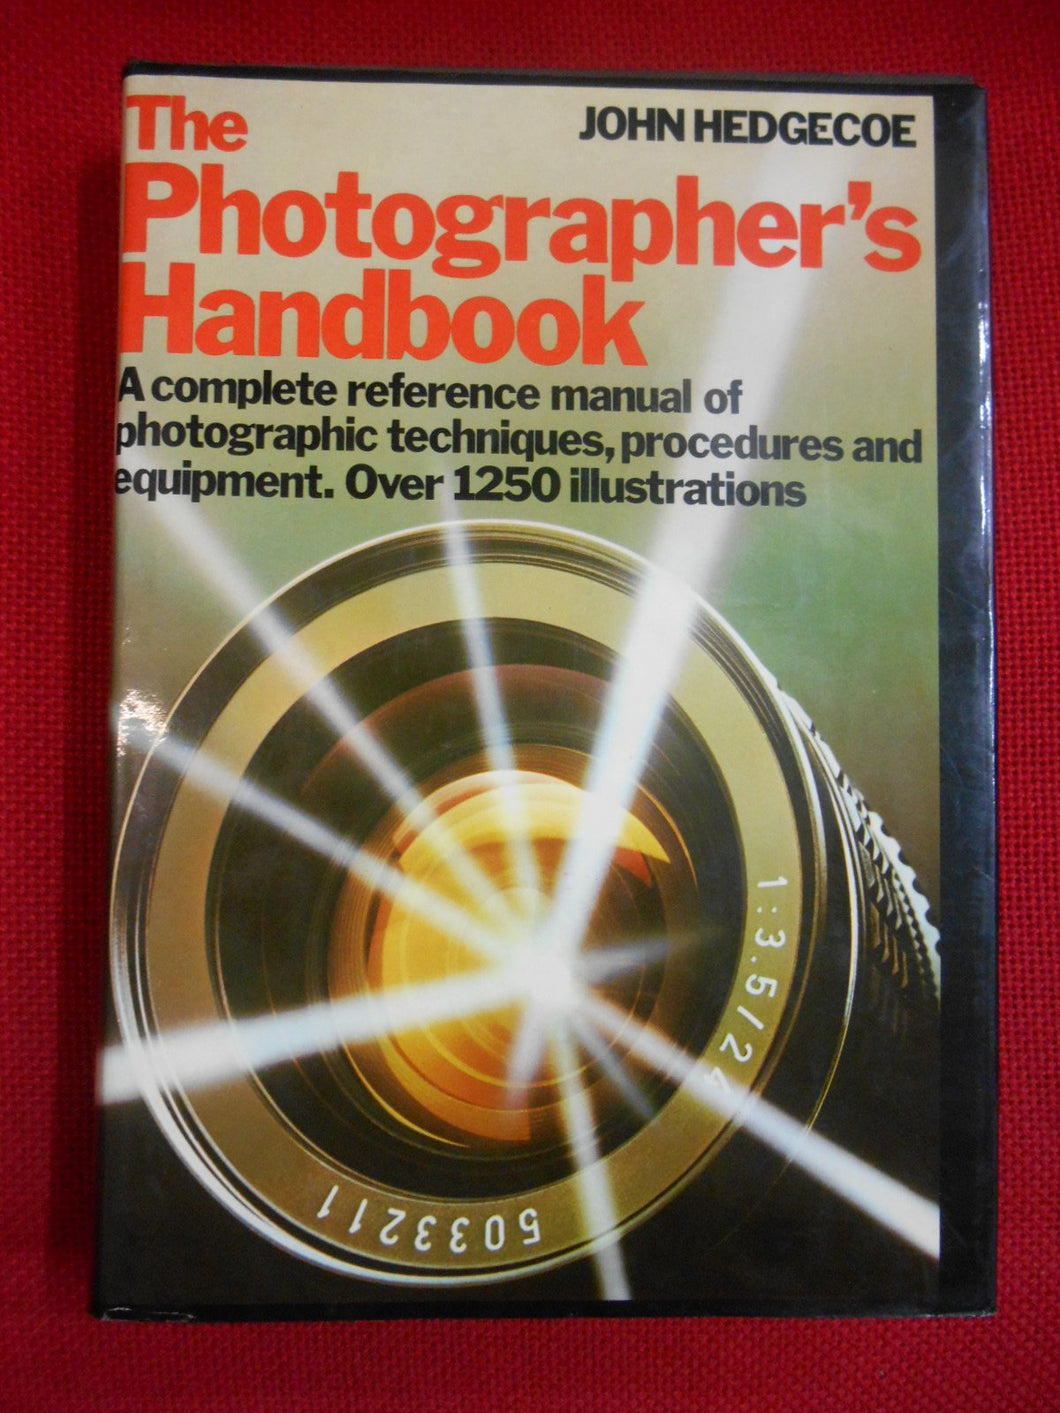 The
JOHN HEDGECOE
Photographer's
Handbook
A complete reference manual of
photographic techniques, procedures and
equipment. Over 1250 illustrations
1:3.5/24
5033211